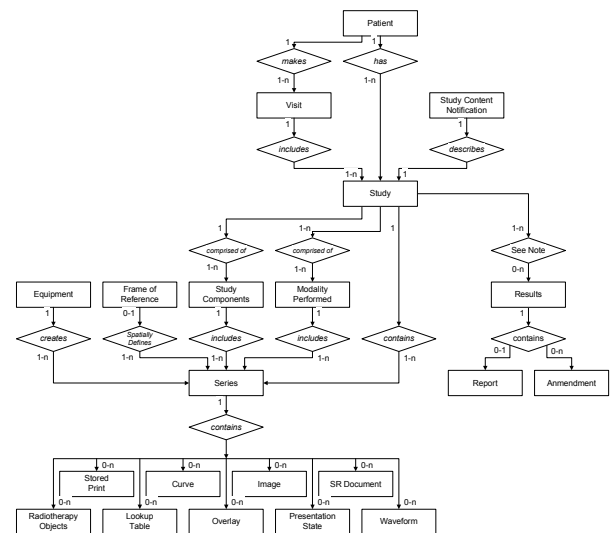 Patient
1
1
makes
has
1-n
1-n
Visit
Study Content
Notification
1
1
includes
describes
1-n
1
Study
1
1-n
1
1-n
comprised of
comprised of
See Note
1-n
1-n
0-n
Equipment
Frame of
Reference
Study
Components
Modality
Performed
Results
1
0-1
1
1
1
creates
Spatially
Defines
includes
includes
contains
contains
1-n
1-n
1-n
1-n
1-n
0-1
0-n
Series
Report
Anmendment
1
contains
0-n
0-n
0-n
0-n
Stored
Print
Curve
Image
SR Document
0-n
0-n
0-n
0-n
0-n
Radiotherapy
Objects
Lookup
Table
Overlay
Presentation
State
Waveform